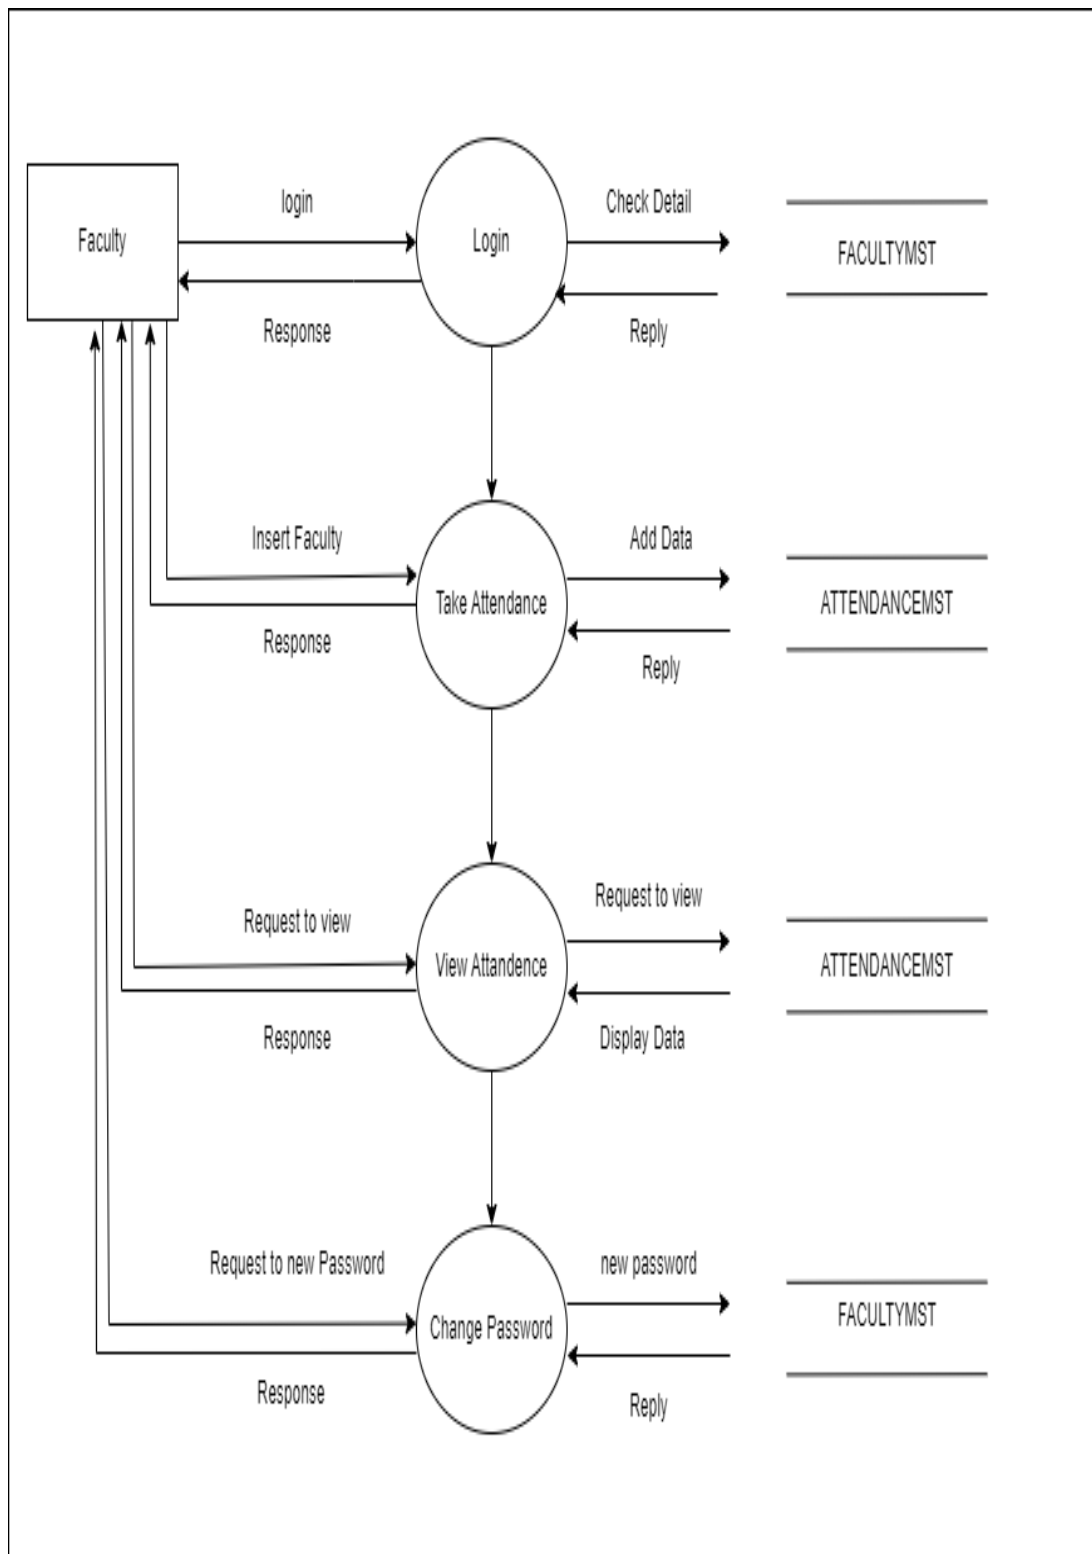 login
Check Detail
Faculty
Login
FACULTYMST
Response
Reply
Insert Faculty
Add Data
Take Attendance
ATTENDANCEMST
Response
Reply
Request to view
Request to view
View Attandence
ATTENDANCEMST
Response
Display Data
Request to new Password
new password
Change Password
FACULTYMST
Response
Reply